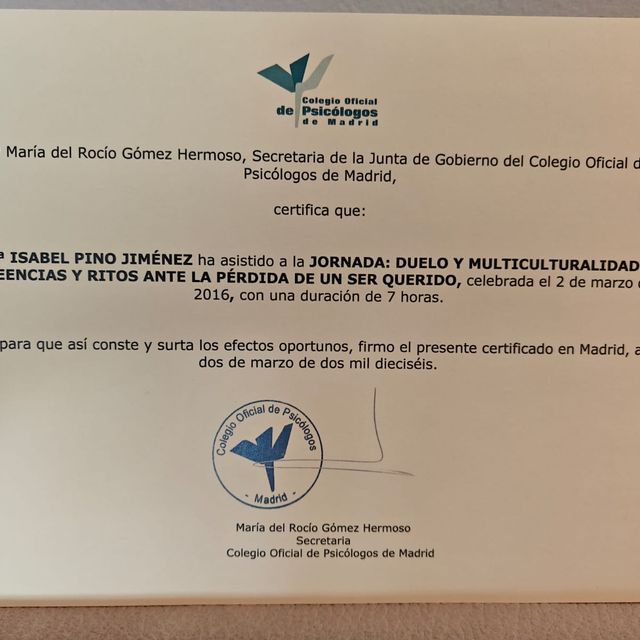 Colegio Oficial
de Psicólogos
de Madrid
María del Rocío Gómez Hermoso, Secretaria de la Junta de Gobierno del Colegio Oficial d
Psicólogos de Madrid,
certifica que:
ª ISABEL PINO JIMÉNEZ ha asistido a la JORNADA: DUELO Y MULTICULTURALIDAD
EENCIAS Y RITOS ANTE LA PÉRDIDA DE UN SER QUERIDO, celebrada el 2 de marzo d
2016, con una duración de 7 horas.
para que así conste y surta los efectos oportunos, firmo el presente certificado en Madrid, a
dos de marzo de dos mil dieciséis.
Colegio Oficial de Psicólogos
- Madrid -
María del Rocío Gómez Hermoso
Secretaria
Colegio Oficial de Psicólogos de Madrid